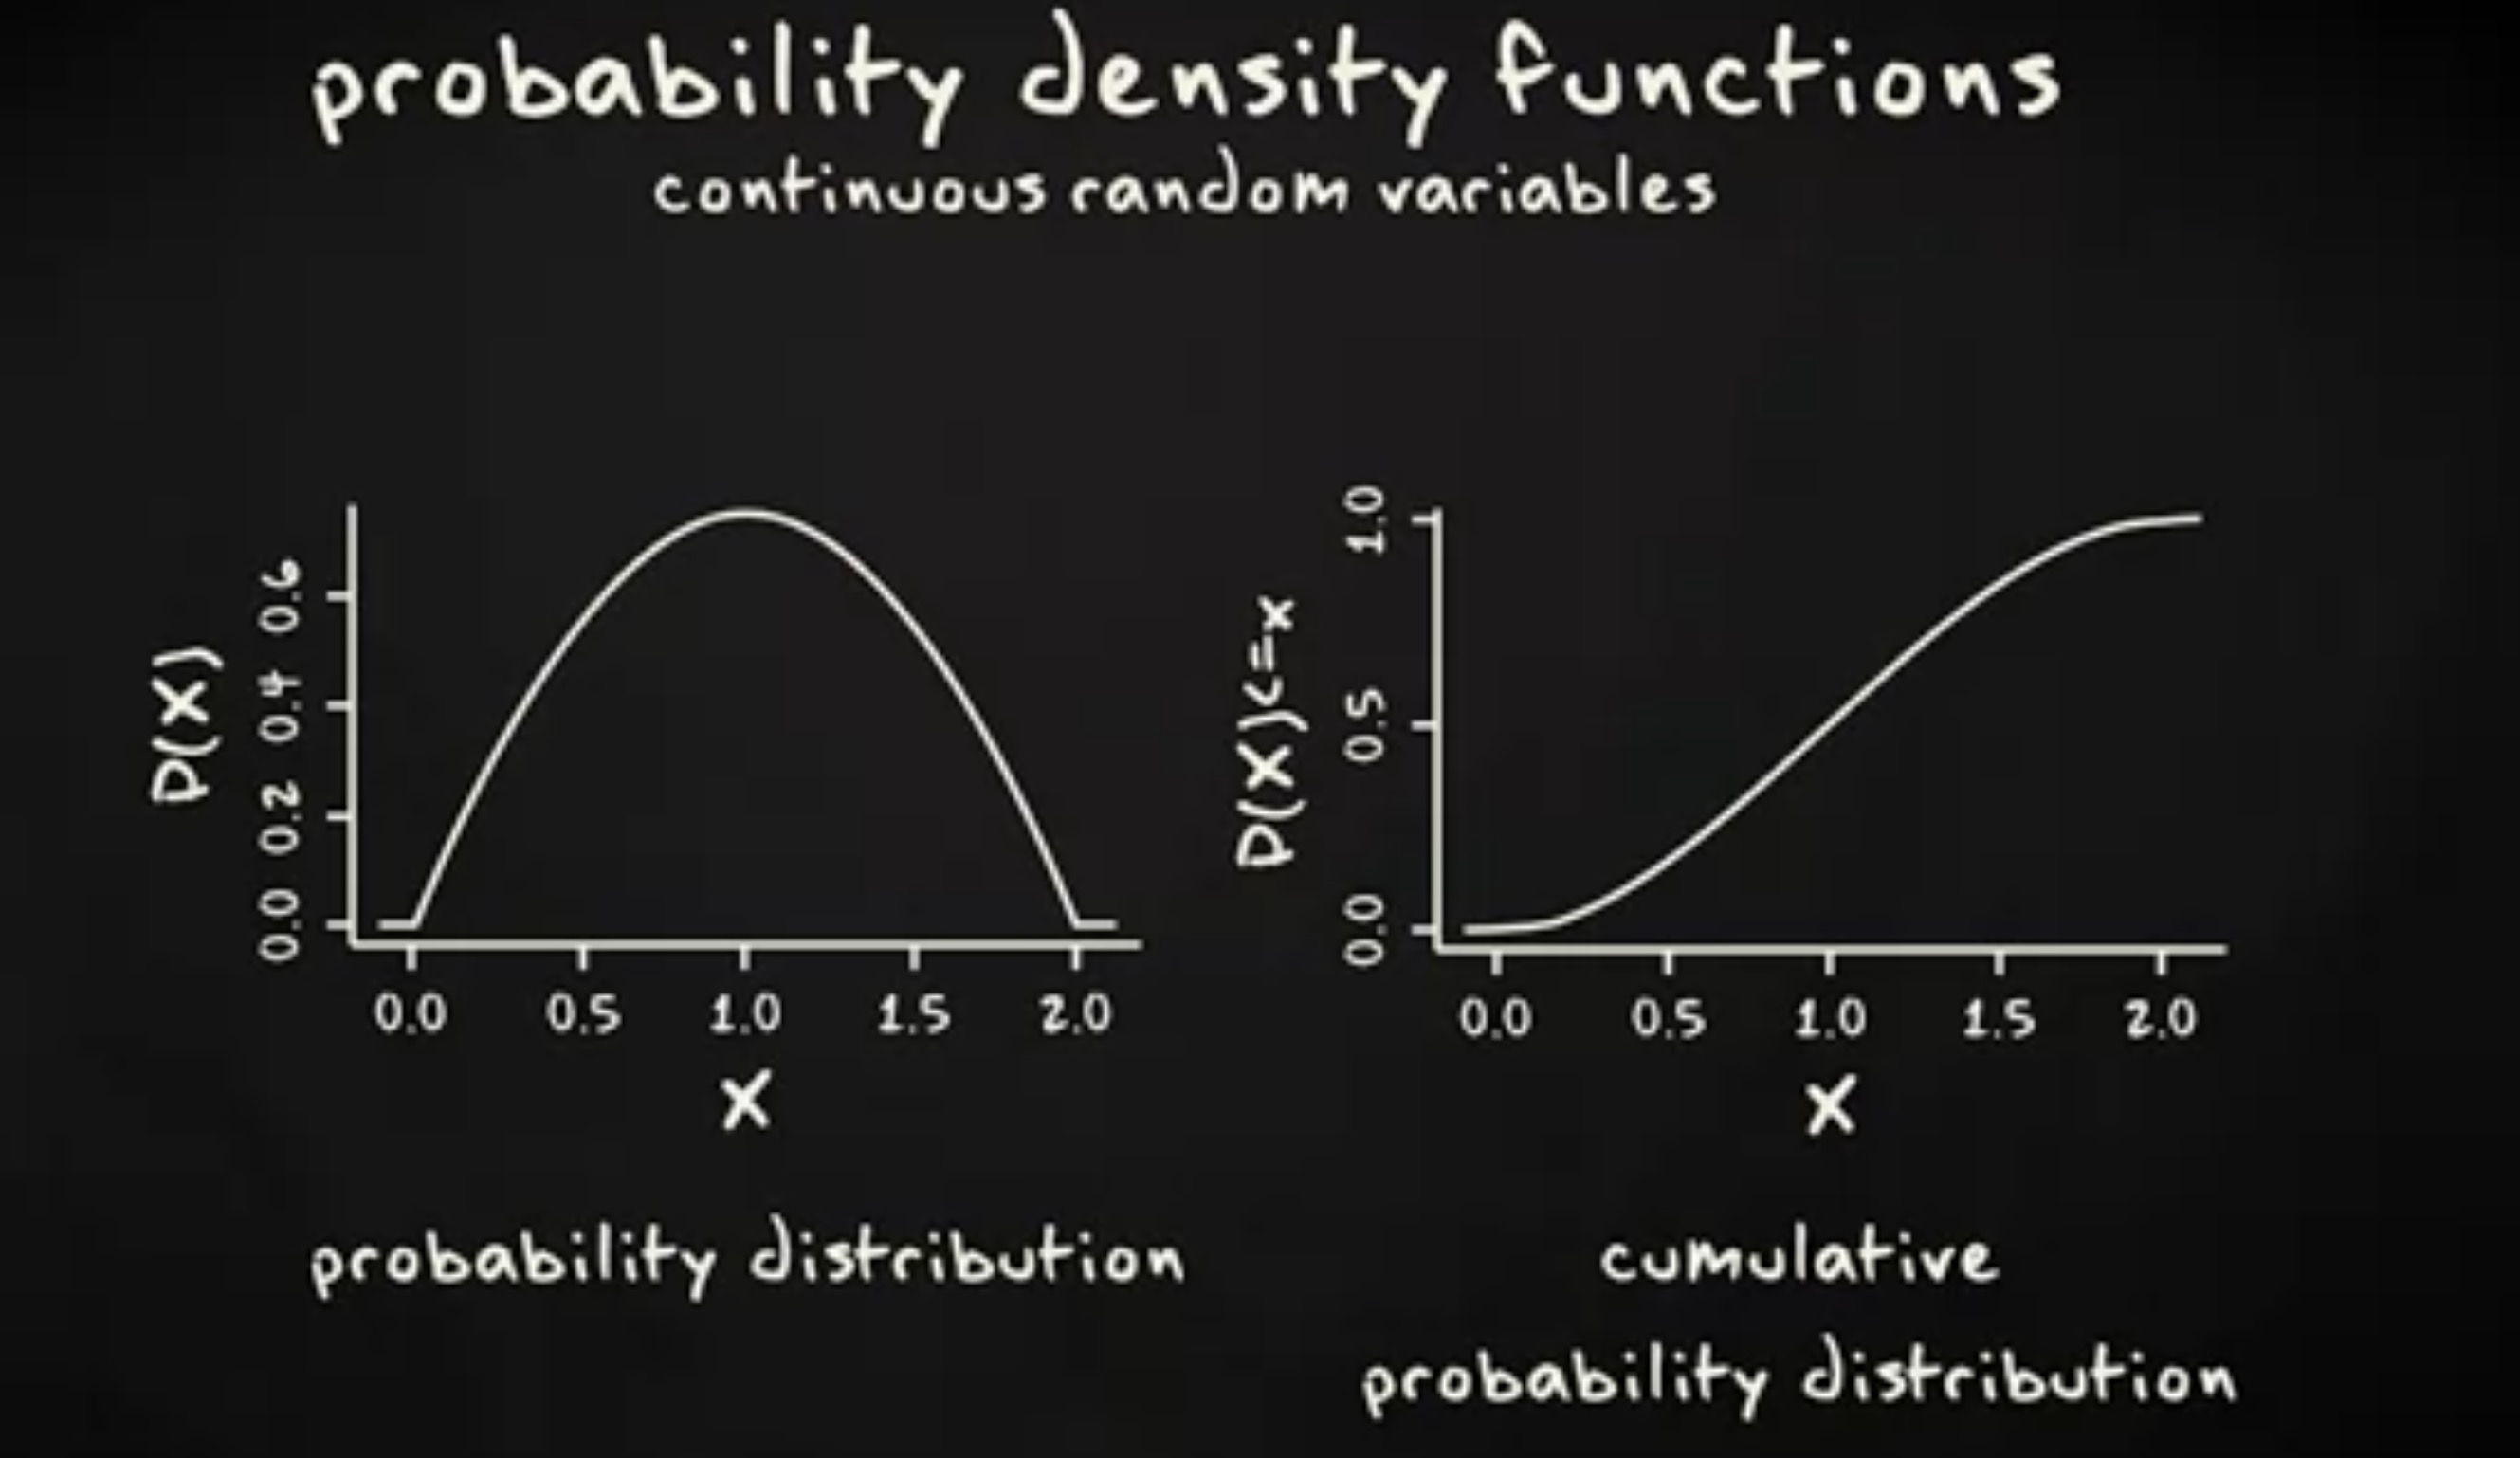 probability density functions
continuous random variables
P(X)
0.0 0.2 0.4 0.6
0.0 0.5 1.0 1.5 2.0
X
probability distribution
P(X)<=x
0.0 0.5 1.0
0.0 0.5 1.0 1.5 2.0
X
cumulative
probability distribution